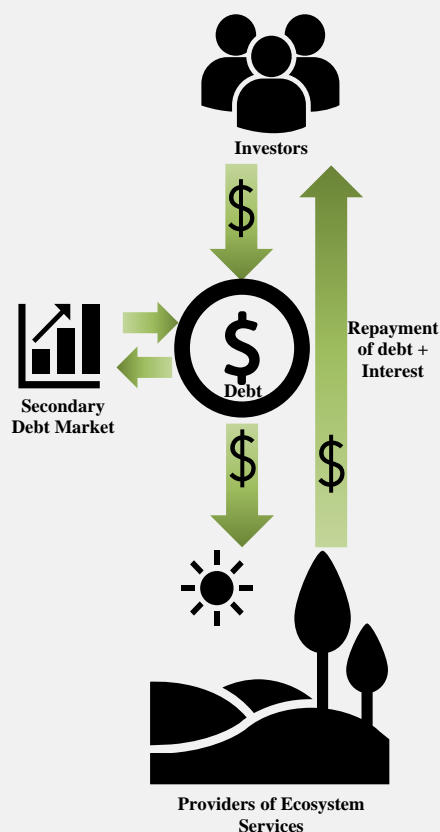 Investors
$
$
Debt
Repayment
of debt +
Interest
Secondary
Debt Market
$
$
Providers of Ecosystem
Services